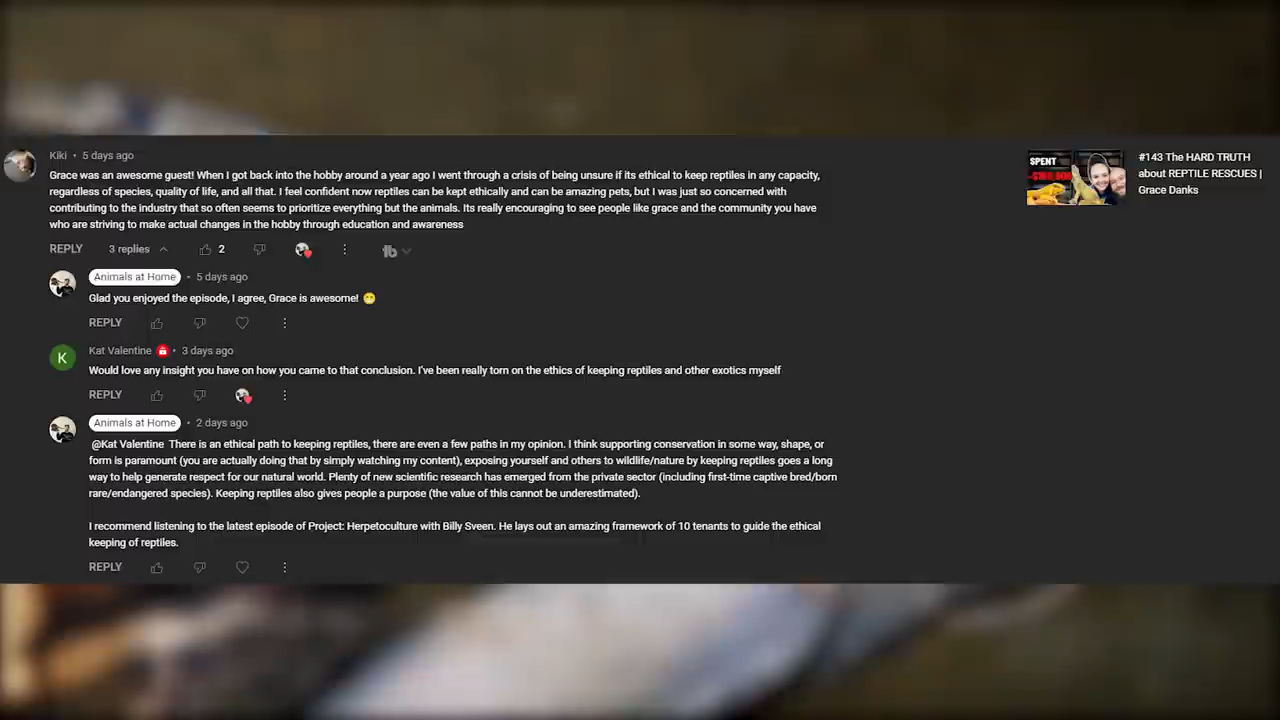 Kiki • 5 days ago
Grace was an awesome guest! When I got back into the hobby around a year ago I went through a crisis of being unsure if its ethical to keep reptiles in any capacity,
regardless of species, quality of life, and all that. I feel confident now reptiles can be kept ethically and can be amazing pets, but I was just so concerned with
contributing to the industry that so often seems to prioritize everything but the animals. Its really encouraging to see people like grace and the community you have
who are striving to make actual changes in the hobby through education and awareness
REPLY 3 replies 2
Animals at Home • 5 days ago
Glad you enjoyed the episode, I agree, Grace is awesome! 😁
REPLY
K
Kat Valentine • 3 days ago
Would love any insight you have on how you came to that conclusion. I've been really torn on the ethics of keeping reptiles and other exotics myself
REPLY
Animals at Home • 2 days ago
@Kat Valentine There is an ethical path to keeping reptiles, there are even a few paths in my opinion. I think supporting conservation in some way, shape, or
form is paramount (you are actually doing that by simply watching my content), exposing yourself and others to wildlife/nature by keeping reptiles goes a long
way to help generate respect for our natural world. Plenty of new scientific research has emerged from the private sector (including first-time captive bred/born
rare/endangered species). Keeping reptiles also gives people a purpose (the value of this cannot be underestimated).
I recommend listening to the latest episode of Project: Herpetoculture with Billy Sveen. He lays out an amazing framework of 10 tenants to guide the ethical
keeping of reptiles.
REPLY
SPENT
#143 The HARD TRUTH
about REPTILE RESCUES |
Grace Danks